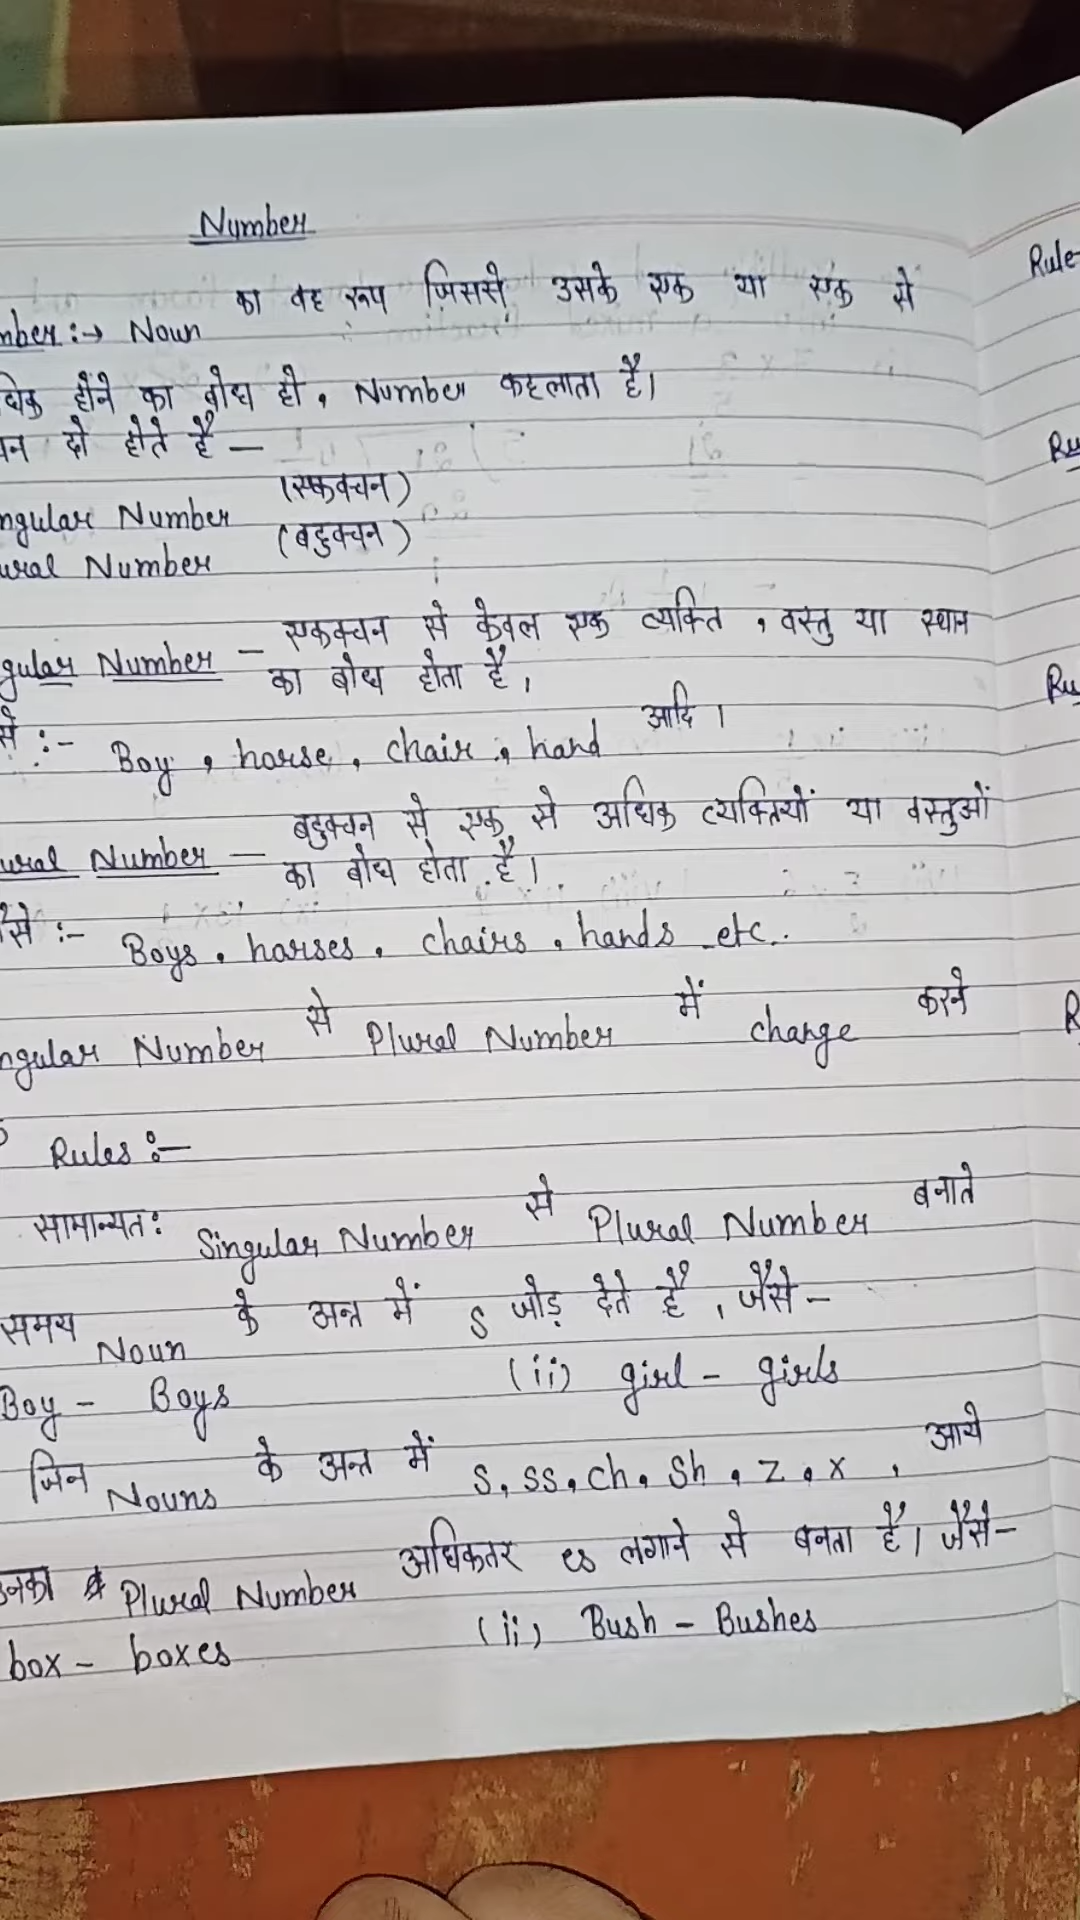 Number
Number:→ Noun का वह रूप जिससे उसके एक या एक से
धिक होने का बोध हो, Number कहलाता है।
चन दो होते है —
ngular Number (एकवचन)
ural Number (बहुवचन)
gular Number — एकवचन से केवल एक व्यक्ति, वस्तु या स्थान
का बोध होता है,
से :- Boy, horse, chair, hand आदि।
ural Number — बहुवचन से एक से अधिक व्यक्तियों या वस्तुओं
का बोध होता है।
से :- Boys, horses, chairs, hands etc.
ngular Number से Plural Number में change करने
Rules :—
सामान्यतः Singular Number से Plural Number बनाते
समय Noun के अन्त में s जोड़ देते है, जैसे -
Boy - Boys (ii) girl - girls
जिन Nouns के अन्त में s, ss, ch, sh, z, x, आये
नका Plural Number अधिकतर es लगाने से बनता है। जैसे-
box - boxes (ii) Bush - Bushes
Rule
Ru
Ru
R